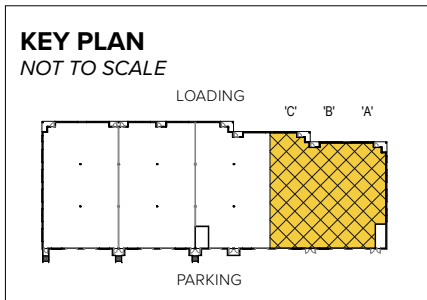 KEY PLAN
NOT TO SCALE
LOADING
'C' 'B' 'A'
PARKING